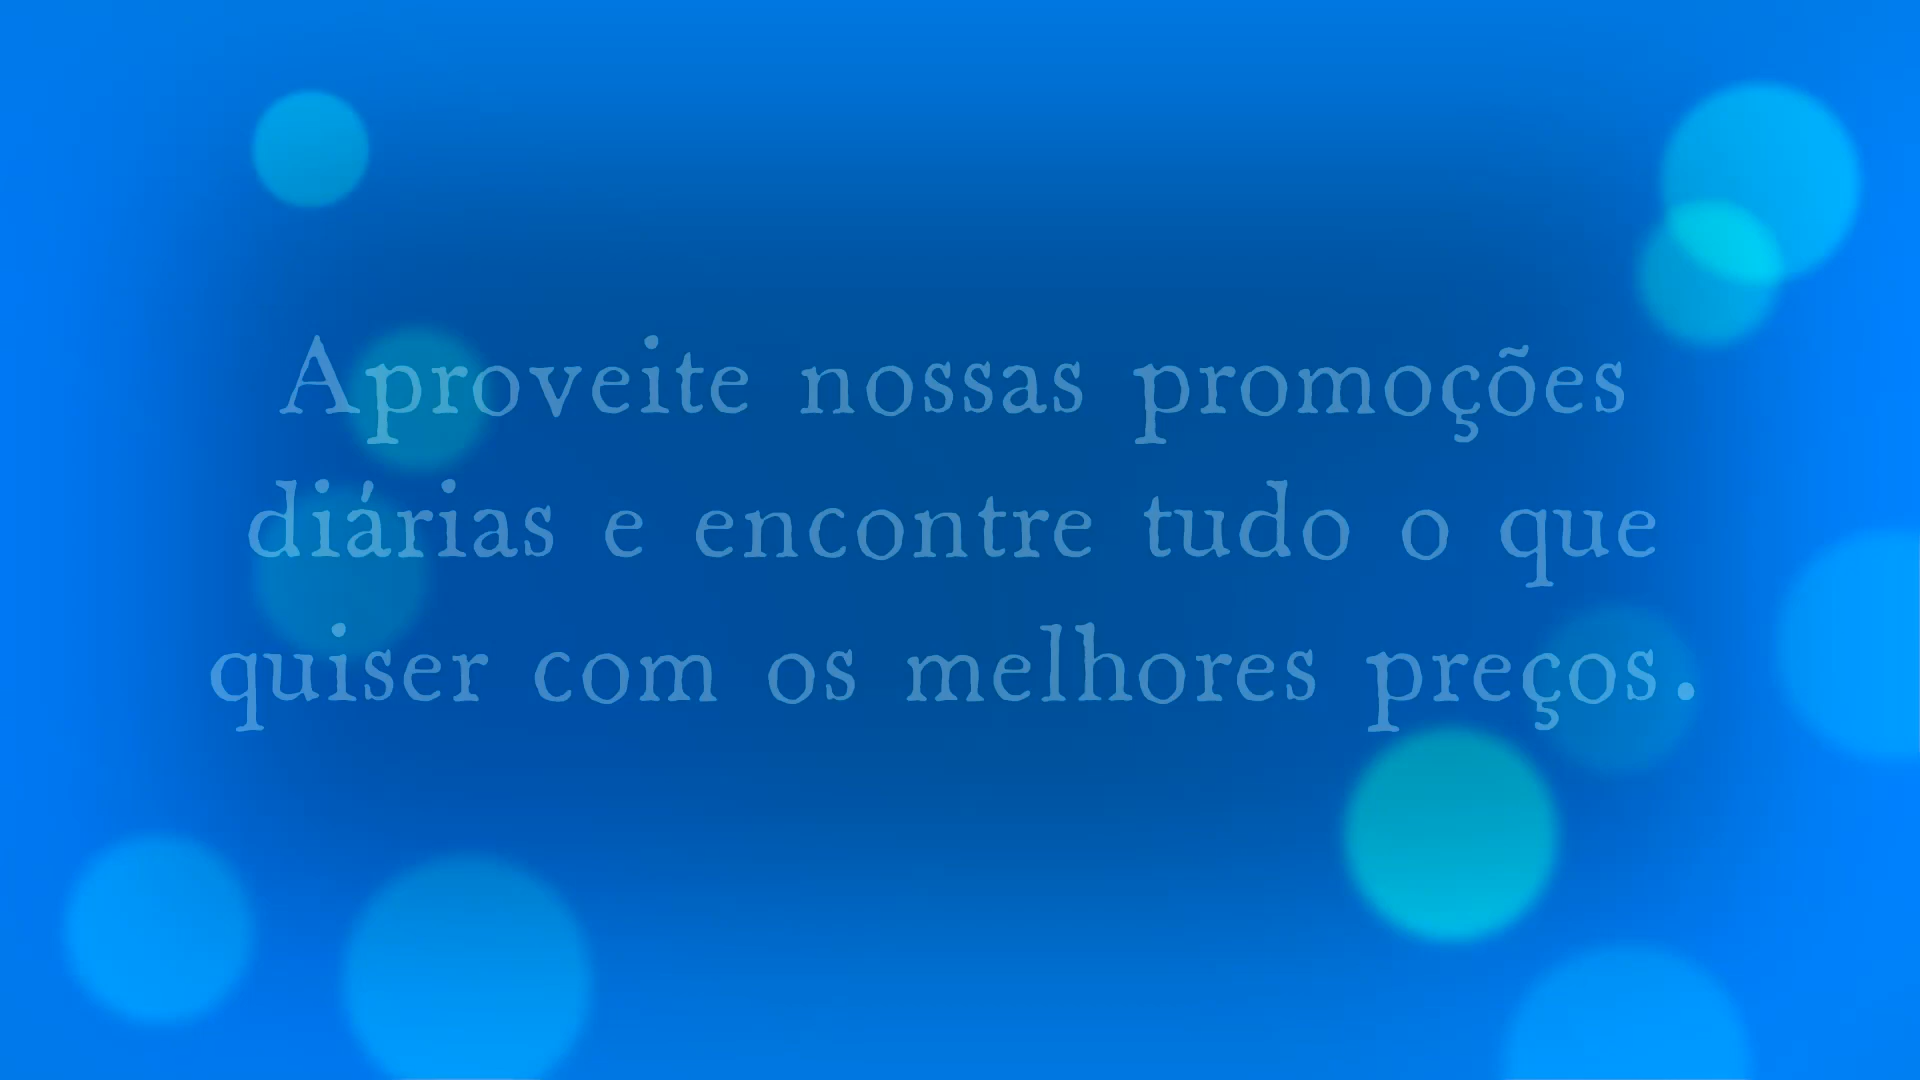 Aproveite nossas promoções
diárias e encontre tudo o que
quiser com os melhores preços.